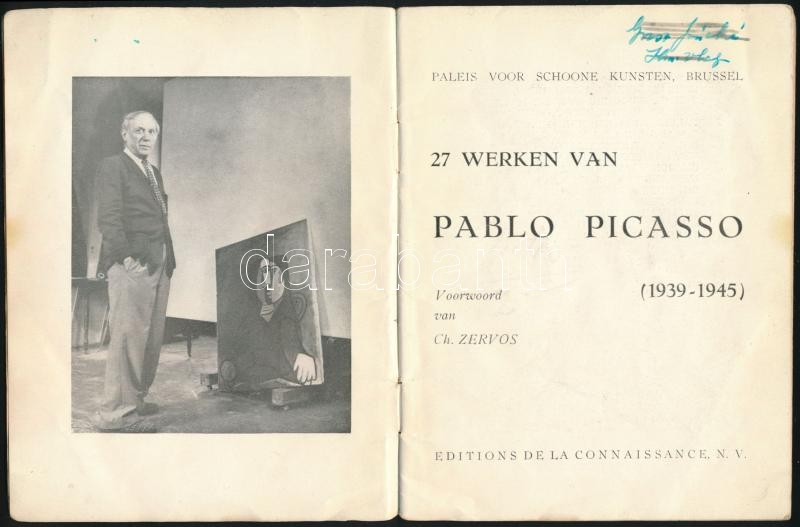 PALEIS VOOR SCHOONE KUNSTEN, BRUSSEL
27 WERKEN VAN
PABLO PICASSO
(1939-1945)
Voorwoord
van
Ch. ZERVOS
EDITIONS DE LA CONNAISSANCE, N. V.
darabanth